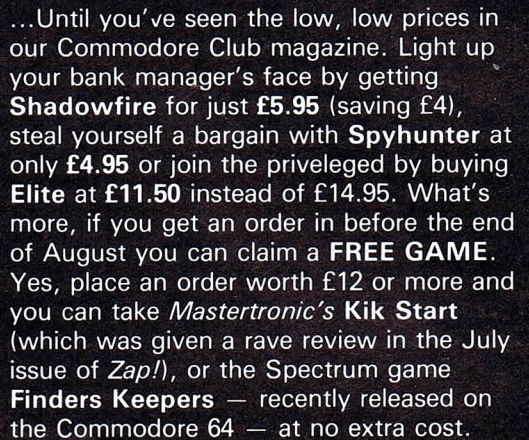 ...Until you've seen the low, low prices in
our Commodore Club magazine. Light up
your bank manager's face by getting
Shadowfire for just £5.95 (saving £4),
steal yourself a bargain with Spyhunter at
only £4.95 or join the priveleged by buying
Elite at £11.50 instead of £14.95. What's
more, if you get an order in before the end
of August you can claim a FREE GAME.
Yes, place an order worth £12 or more and
you can take Mastertronic's Kik Start
(which was given a rave review in the July
issue of Zap!), or the Spectrum game
Finders Keepers — recently released on
the Commodore 64 — at no extra cost.